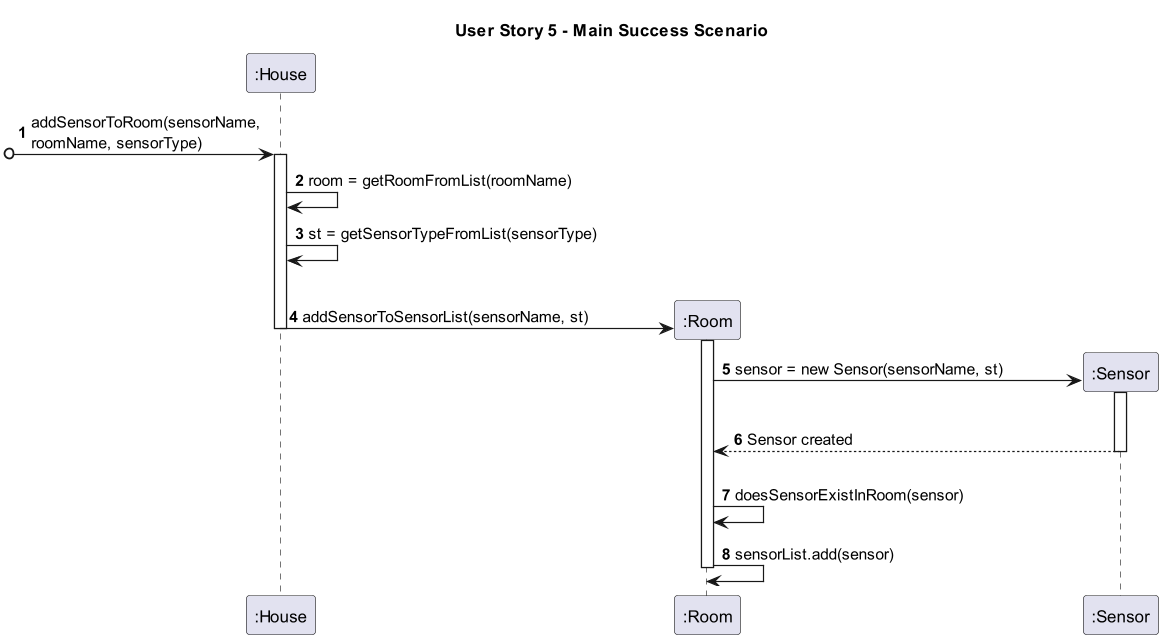 User Story 5 - Main Success Scenario
:House
1 addSensorToRoom(sensorName,
roomName, sensorType)
2 room = getRoomFromList(roomName)
3 st = getSensorTypeFromList(sensorType)
4 addSensorToSensorList(sensorName, st)
:Room
5 sensor = new Sensor(sensorName, st)
:Sensor
6 Sensor created
7 doesSensorExistInRoom(sensor)
8 sensorList.add(sensor)
:House
:Room
:Sensor